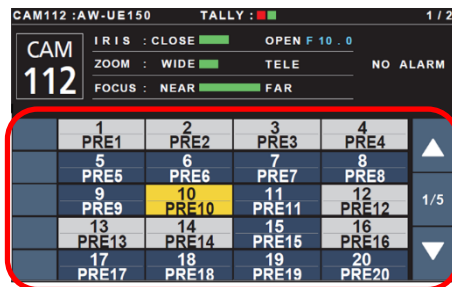 CAM112 :AW-UE150 TALLY : 1 / 2
CAM
112
IRIS : CLOSE OPEN F 10 . 0
ZOOM : WIDE TELE
NO ALARM
FOCUS : NEAR FAR
1 2 3 4
PRE1 PRE2 PRE3 PRE4
5 6 7 8
PRE5 PRE6 PRE7 PRE8
9 10 11 12
PRE9 PRE10 PRE11 PRE12
1/5
13 14 15 16
PRE13 PRE14 PRE15 PRE16
17 18 19 20
PRE17 PRE18 PRE19 PRE20